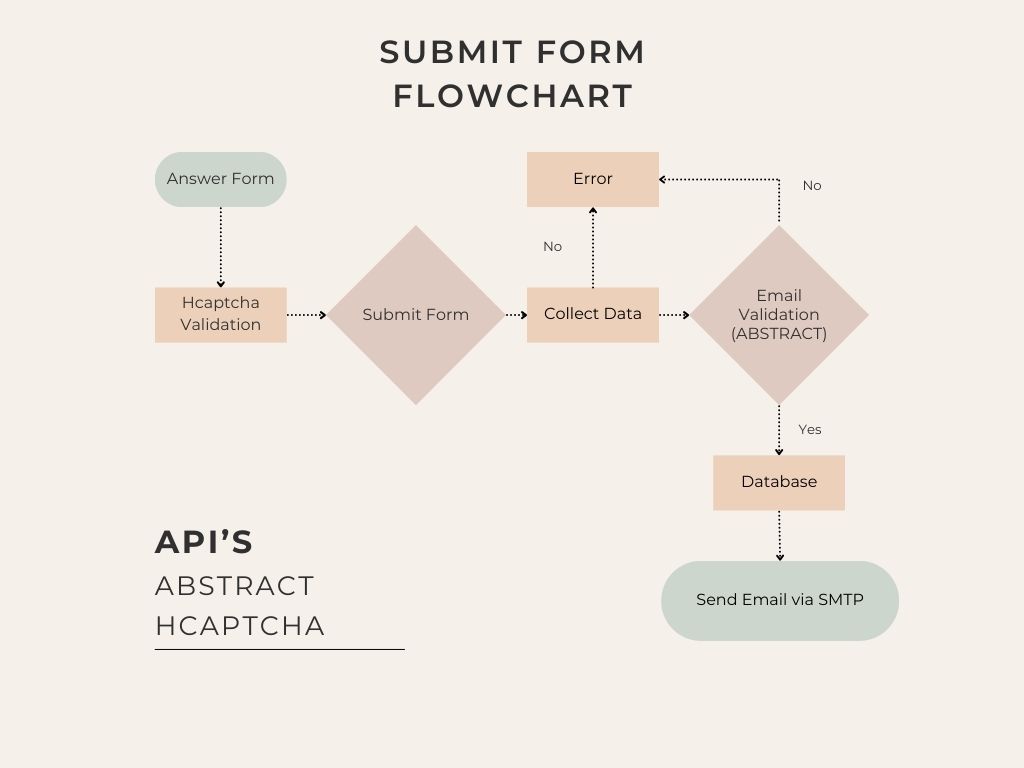 SUBMIT FORM
FLOWCHART
Answer Form
Error
No
No
Hcaptcha
Validation
Submit Form
Collect Data
Email
Validation
(ABSTRACT)
Yes
Database
API’S
ABSTRACT
HCAPTCHA
Send Email via SMTP